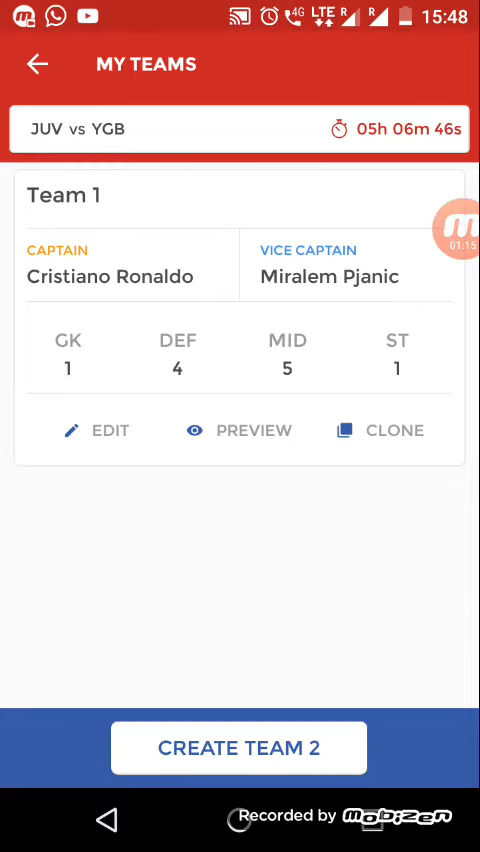 4G LTE R R 15:48
MY TEAMS
JUV vs YGB 05h 06m 46s
Team 1
01:15
CAPTAIN VICE CAPTAIN
Cristiano Ronaldo Miralem Pjanic
GK DEF MID ST
1 4 5 1
EDIT PREVIEW CLONE
CREATE TEAM 2
Recorded by Mobizen